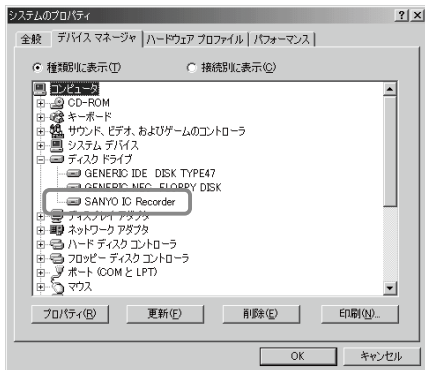 システムのプロパティ
全般 デバイス マネージャ ハードウェア プロファイル パフォーマンス
種類別に表示(T) 接続別に表示(C)
コンピュータ
CD-ROM
キーボード
サウンド、ビデオ、およびゲームのコントローラ
システム デバイス
ディスク ドライブ
GENERIC IDE DISK TYPE47
GENERIC NEC FLOPPY DISK
SANYO IC Recorder
ディスプレイ アダプタ
ネットワーク アダプタ
ハード ディスク コントローラ
フロッピー ディスク コントローラ
ポート (COM と LPT)
マウス
プロパティ(R) 更新(F) 削除(E) 印刷(N)...
OK キャンセル